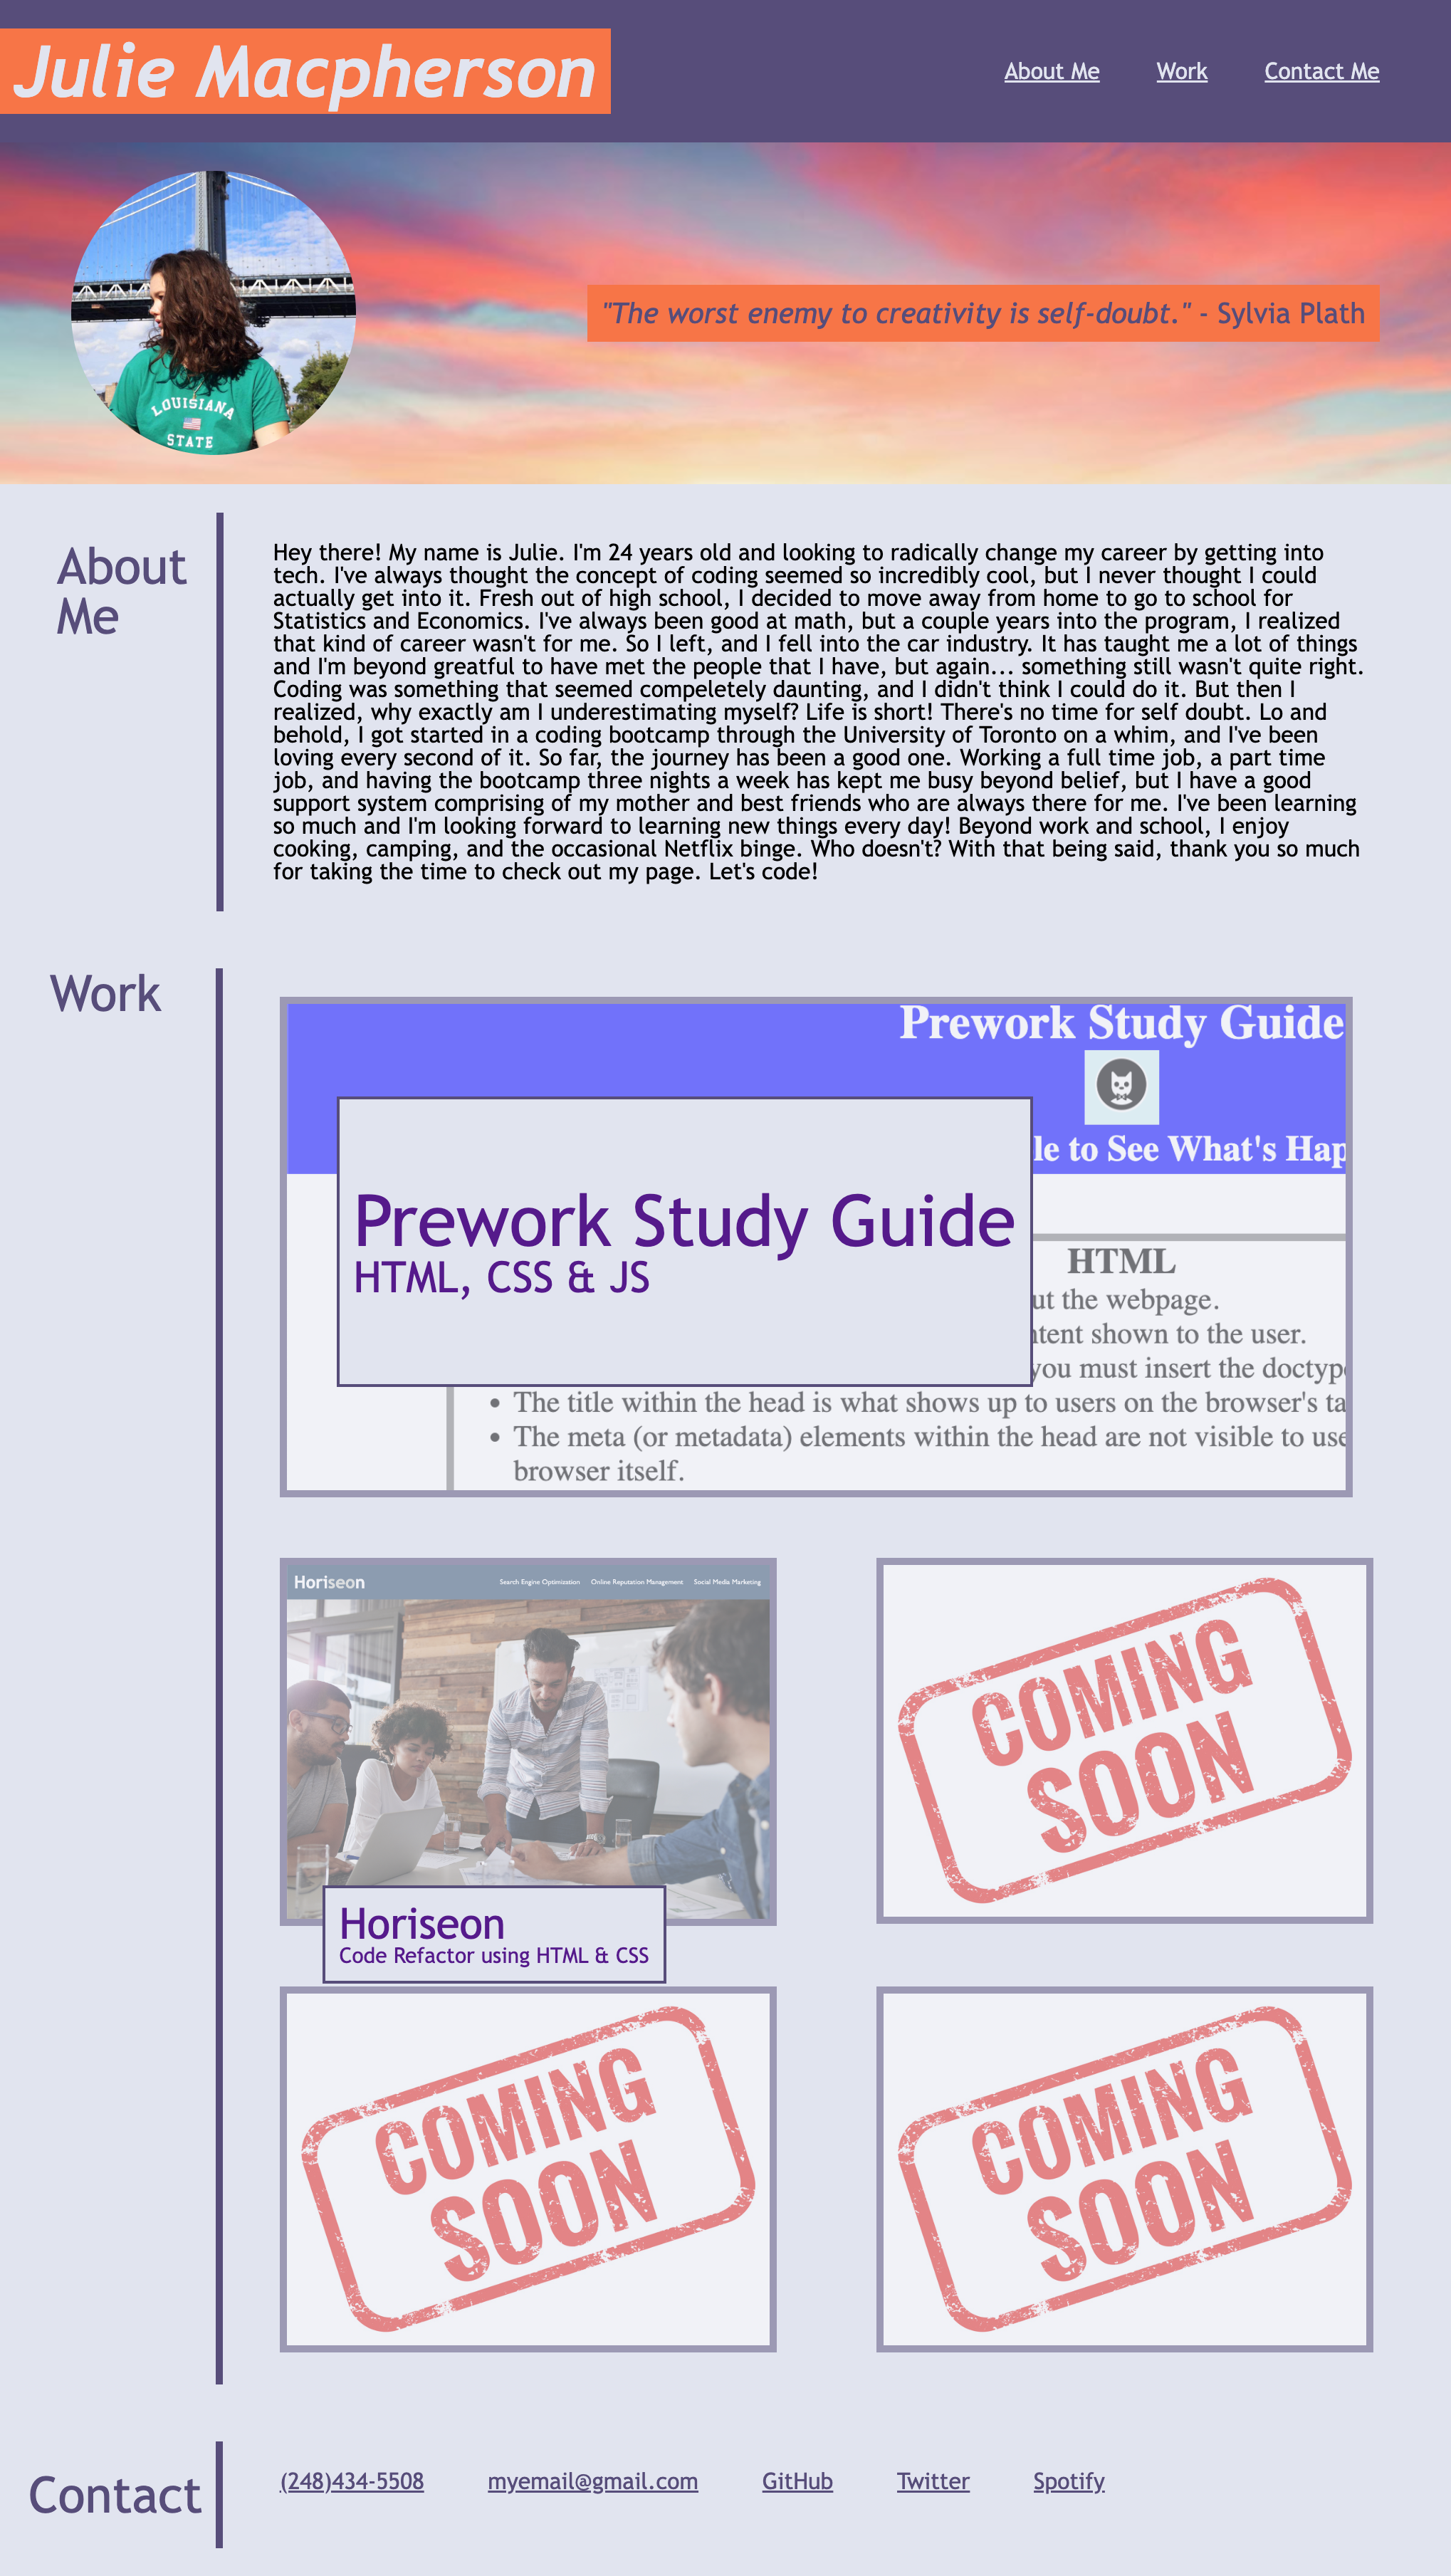 Julie Macpherson
About Me
Work
Contact Me
LOUISIANA
STATE
"The worst enemy to creativity is self-doubt." - Sylvia Plath
About
Me
Hey there! My name is Julie. I'm 24 years old and looking to radically change my career by getting into
tech. I've always thought the concept of coding seemed so incredibly cool, but I never thought I could
actually get into it. Fresh out of high school, I decided to move away from home to go to school for
Statistics and Economics. I've always been good at math, but a couple years into the program, I realized
that kind of career wasn't for me. So I left, and I fell into the car industry. It has taught me a lot of things
and I'm beyond greatful to have met the people that I have, but again... something still wasn't quite right.
Coding was something that seemed compeletely daunting, and I didn't think I could do it. But then I
realized, why exactly am I underestimating myself? Life is short! There's no time for self doubt. Lo and
behold, I got started in a coding bootcamp through the University of Toronto on a whim, and I've been
loving every second of it. So far, the journey has been a good one. Working a full time job, a part time
job, and having the bootcamp three nights a week has kept me busy beyond belief, but I have a good
support system comprising of my mother and best friends who are always there for me. I've been learning
so much and I'm looking forward to learning new things every day! Beyond work and school, I enjoy
cooking, camping, and the occasional Netflix binge. Who doesn't? With that being said, thank you so much
for taking the time to check out my page. Let's code!
Work
Prework Study Guide
le to See What's Hap
Prework Study Guide
HTML, CSS & JS
HTML
ut the webpage.
ntent shown to the user.
you must insert the doctype
• The title within the head is what shows up to users on the browser's ta
• The meta (or metadata) elements within the head are not visible to use
browser itself.
Horiseon
Search Engine Optimization
Online Reputation Management
Social Media Marketing
Horiseon
Code Refactor using HTML & CSS
COMING
SOON
COMING
SOON
COMING
SOON
Contact
(248)434-5508
myemail@gmail.com
GitHub
Twitter
Spotify